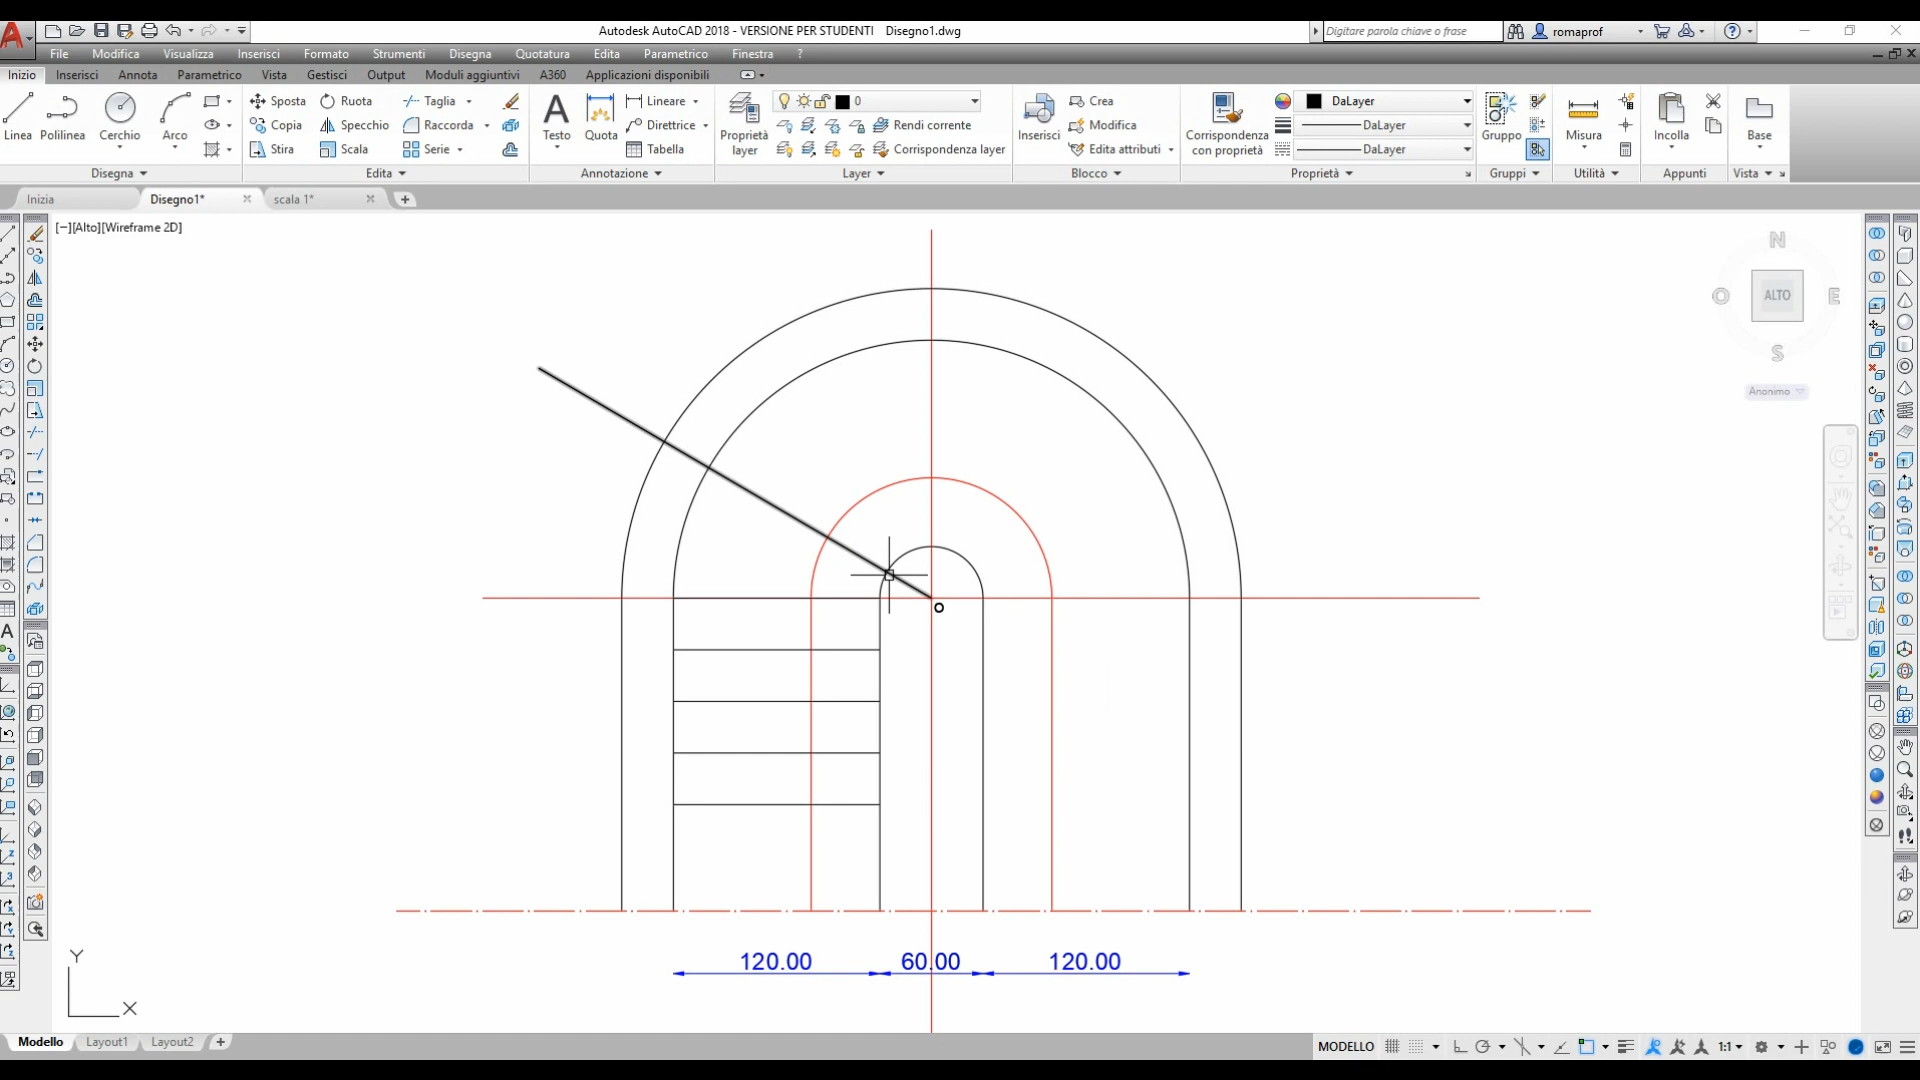 Autodesk AutoCAD 2018 - VERSIONE PER STUDENTI Disegno1.dwg
Digitare parola chiave o frase
romaprof
File Modifica Visualizza Inserisci Formato Strumenti Disegna Quotatura Edita Parametrico Finestra ?
Inizio Inserisci Annota Parametrico Vista Gestisci Output Moduli aggiuntivi A360 Applicazioni disponibili
Sposta Ruota Taglia Lineare 0 Crea DaLayer
Linea Polilinea Cerchio Arco Copia Specchio Raccorda Testo Quota Direttrice Proprietà layer Rendi corrente Inserisci Modifica Corrispondenza con proprietà DaLayer Gruppo Misura Incolla Base
Stira Scala Serie Tabella Corrispondenza layer Edita attributi DaLayer
Disegna Edita Annotazione Layer Blocco Proprietà Gruppi Utilità Appunti Vista
Inizia Disegno1* scala 1*
[−][Alto][Wireframe 2D]
N
O ALTO E
S
Anonimo
O
120.00 60.00 120.00
Y
X
A
Modello Layout1 Layout2
MODELLO 1:1